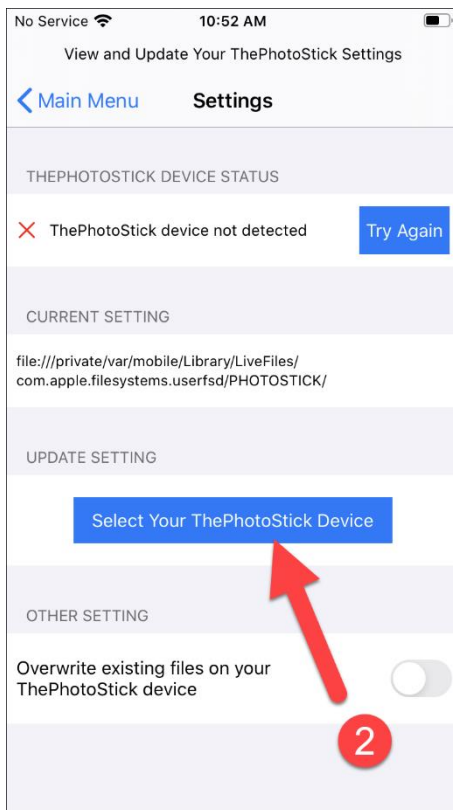 No Service 10:52 AM
View and Update Your ThePhotoStick Settings
Main Menu Settings
THEPHOTOSTICK DEVICE STATUS
ThePhotoStick device not detected Try Again
CURRENT SETTING
file:///private/var/mobile/Library/LiveFiles/
com.apple.filesystems.userfsd/PHOTOSTICK/
UPDATE SETTING
Select Your ThePhotoStick Device
OTHER SETTING
Overwrite existing files on your
ThePhotoStick device
2